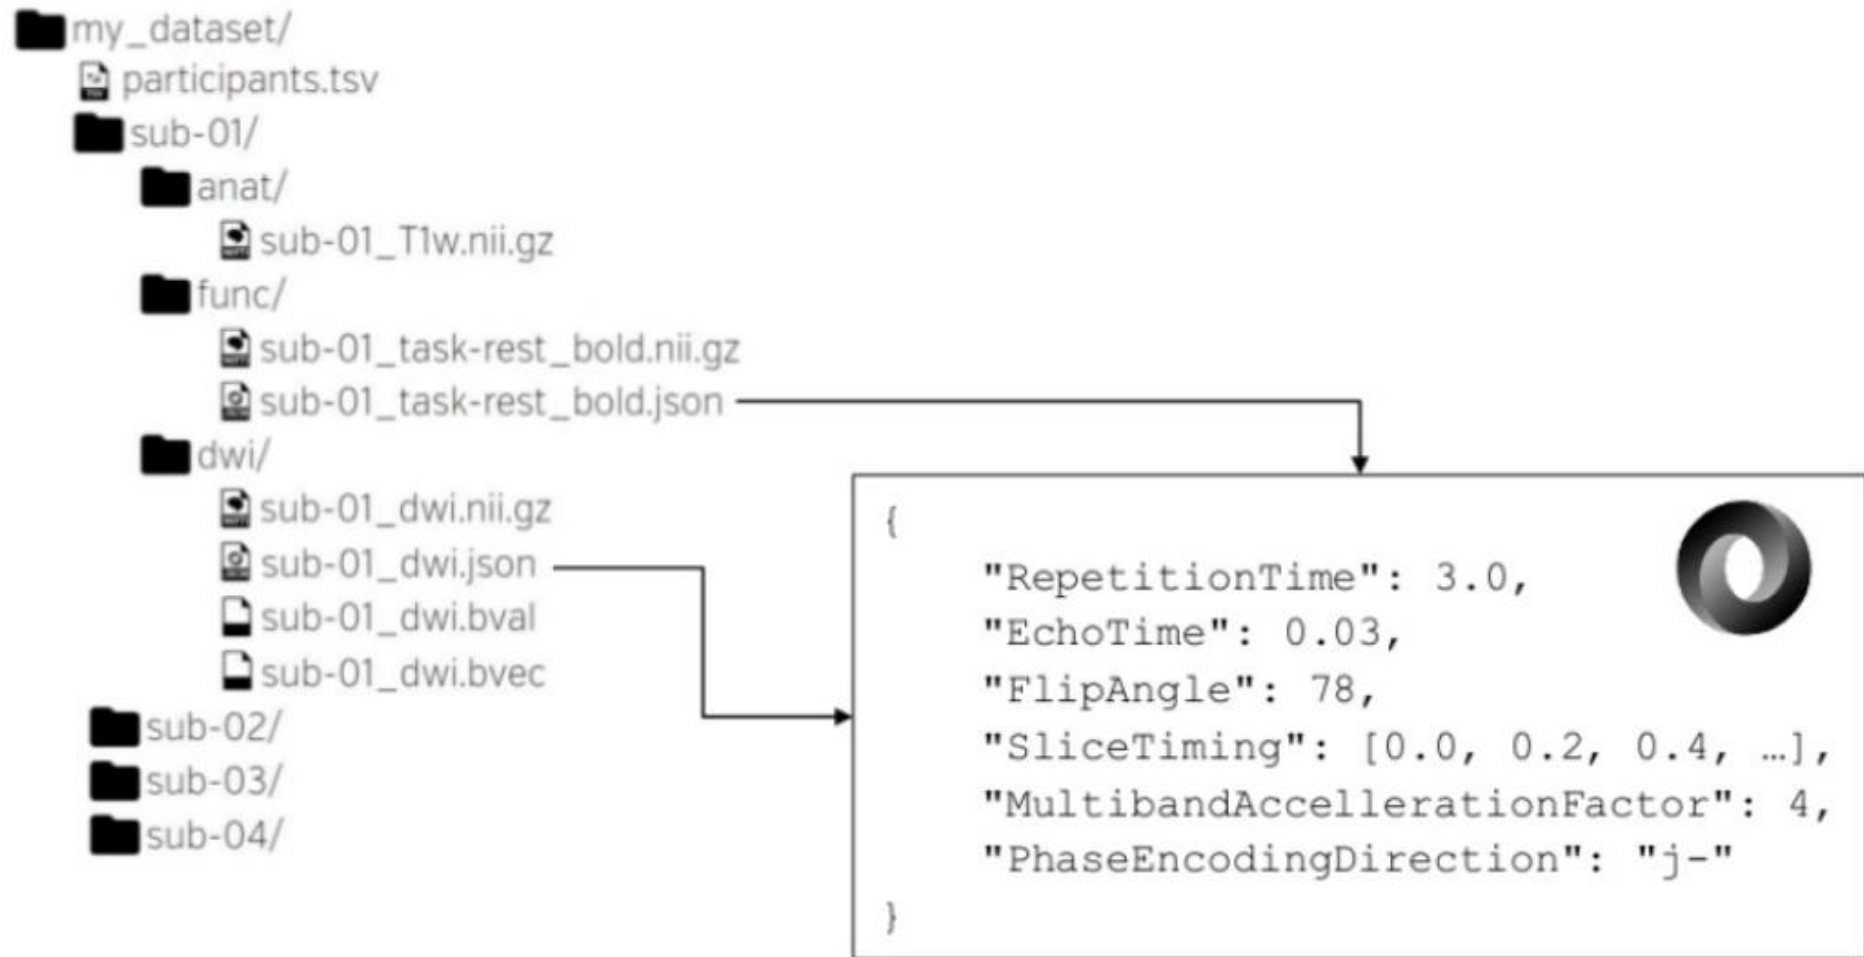 my_dataset/
participants.tsv
sub-01/
anat/
sub-01_T1w.nii.gz
func/
sub-01_task-rest_bold.nii.gz
sub-01_task-rest_bold.json
dwi/
sub-01_dwi.nii.gz
sub-01_dwi.json
sub-01_dwi.bval
sub-01_dwi.bvec
sub-02/
sub-03/
sub-04/
{
"RepetitionTime": 3.0,
"EchoTime": 0.03,
"FlipAngle": 78,
"SliceTiming": [0.0, 0.2, 0.4, …],
"MultibandAccellerationFactor": 4,
"PhaseEncodingDirection": "j-"
}